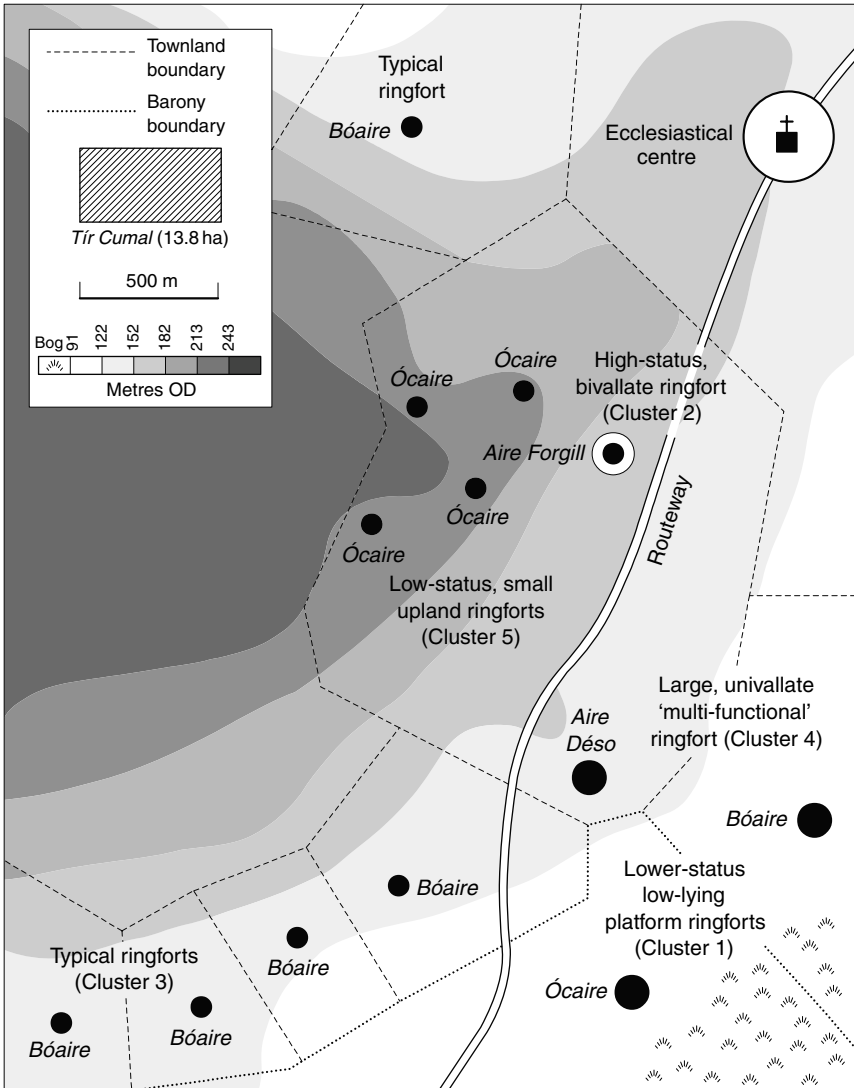 Townland
boundary
Barony
boundary
Tír Cumal (13.8 ha)
500 m
Bog
91
122
152
182
213
243
Metres OD
Typical
ringfort
Bóaire
Ecclesiastical
centre
High-status,
bivallate ringfort
(Cluster 2)
Ócaire
Ócaire
Aire Forgill
Ócaire
Ócaire
Routeway
Low-status, small
upland ringforts
(Cluster 5)
Large, univallate
‘multi-functional’
ringfort (Cluster 4)
Aire
Déso
Bóaire
Bóaire
Lower-status
low-lying
platform ringforts
(Cluster 1)
Typical ringforts
(Cluster 3)
Bóaire
Ócaire
Bóaire
Bóaire